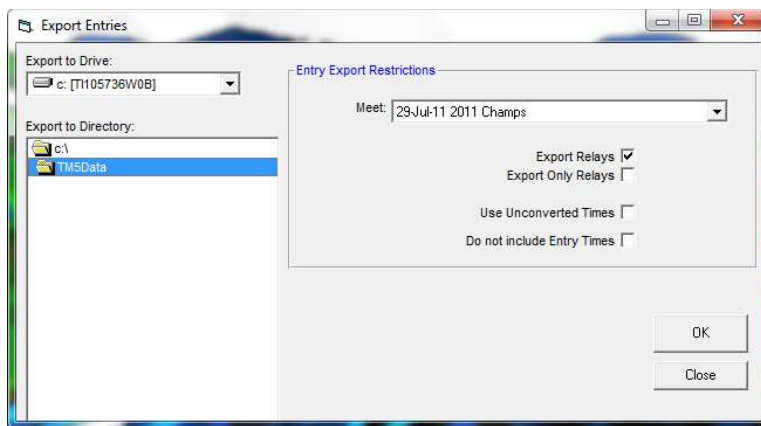 Export Entries
Export to Drive:
c: [TI105736W0B]
Export to Directory:
c:\
TM5Data
Entry Export Restrictions
Meet: 29-Jul-11 2011 Champs
Export Relays
Export Only Relays
Use Unconverted Times
Do not include Entry Times
OK
Close